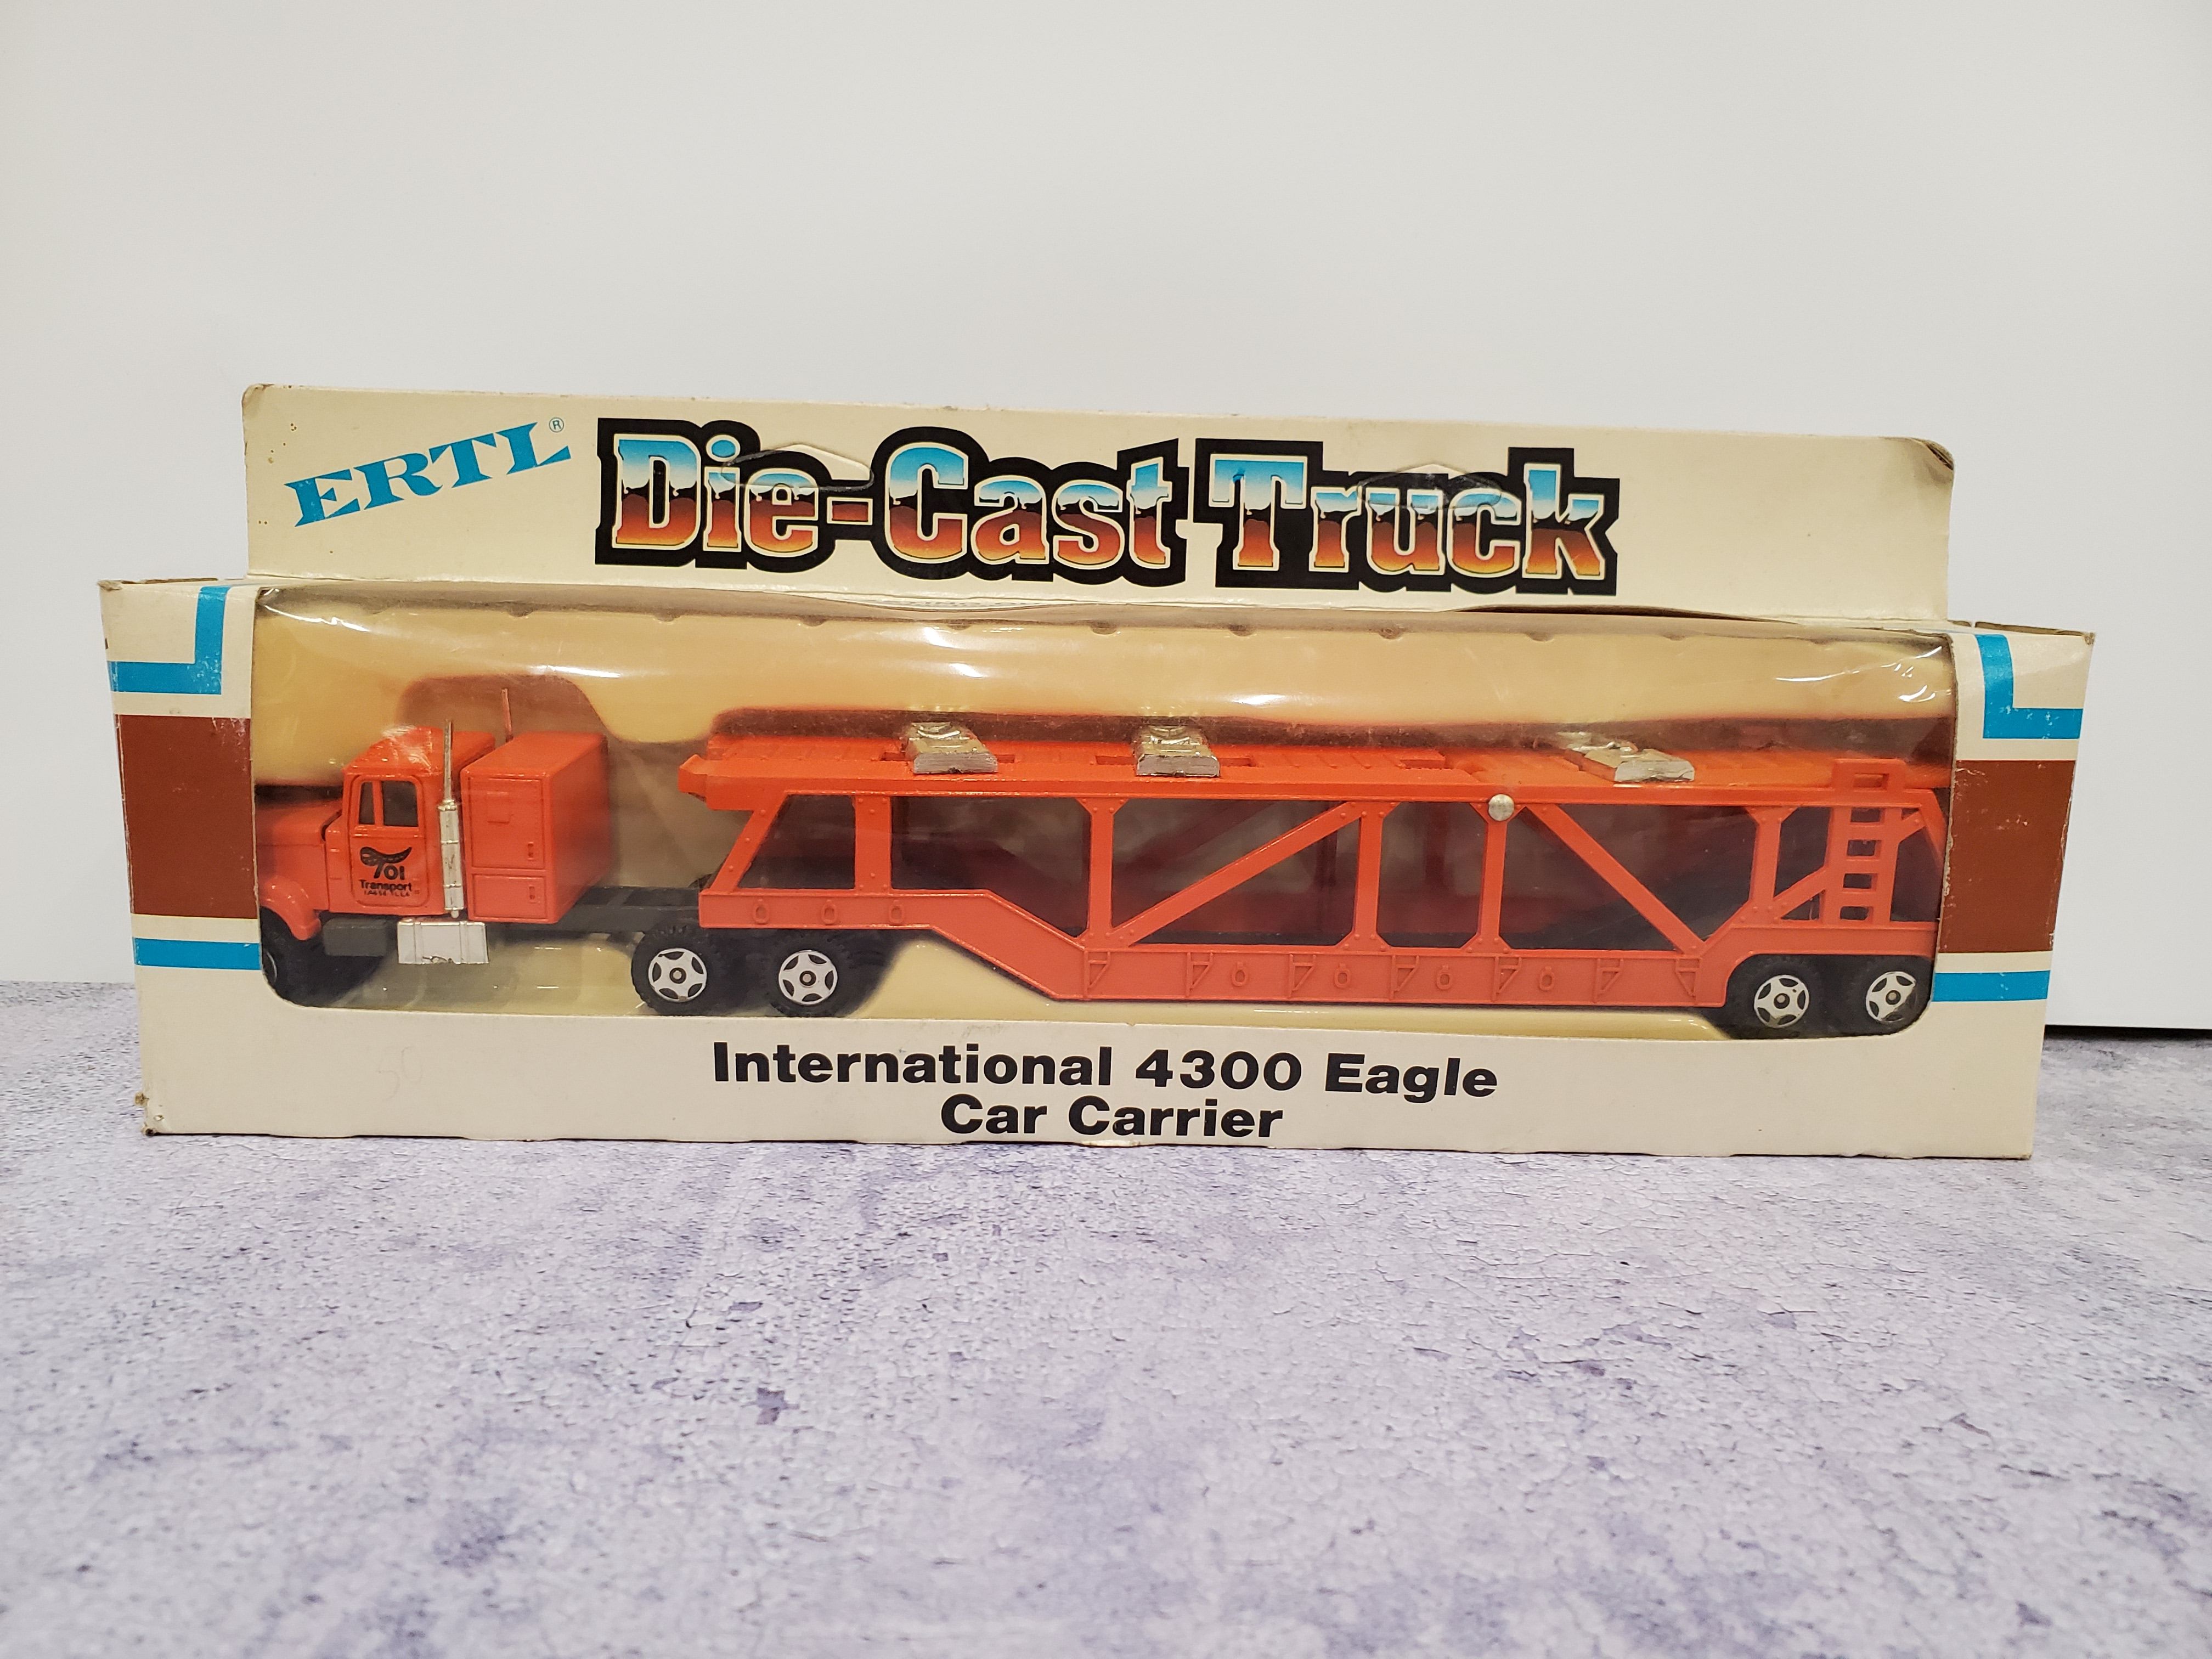 ERTL®
Die-Cast Truck
701
Transport
International 4300 Eagle
Car Carrier